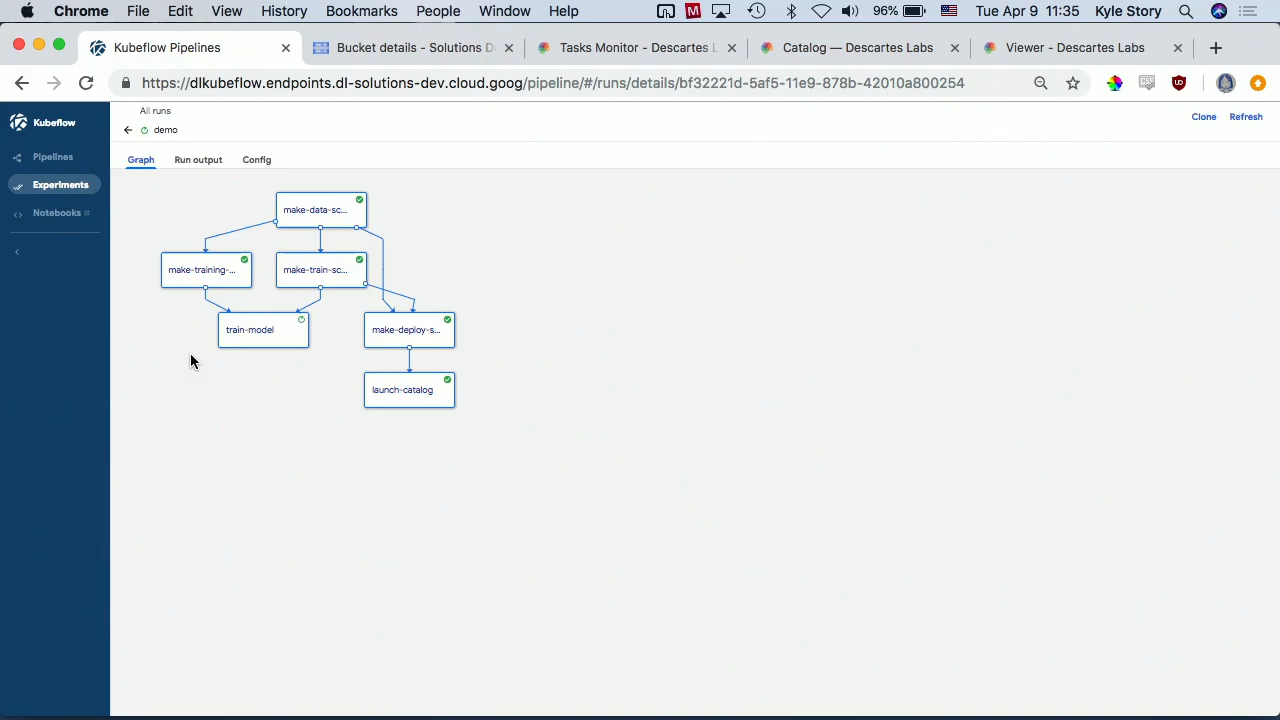 Chrome File Edit View History Bookmarks People Window Help 96% Tue Apr 9 11:35 Kyle Story
Kubeflow Pipelines
Bucket details - Solutions D
Tasks Monitor - Descartes L
log — Descartes Labs
Viewer - Descartes Labs
https://dlkubeflow.endpoints.dl-solutions-dev.cloud.goog/pipeline/#/runs/details/bf32221d-5af5-11e9-878b-42010a800254
Kubeflow
Pipelines
Experiments
Notebooks
All runs
demo
Clone Refresh
Graph Run output Config
make-data-sc...
make-training-...
make-train-sc...
train-model
make-deploy-s...
launch-catalog